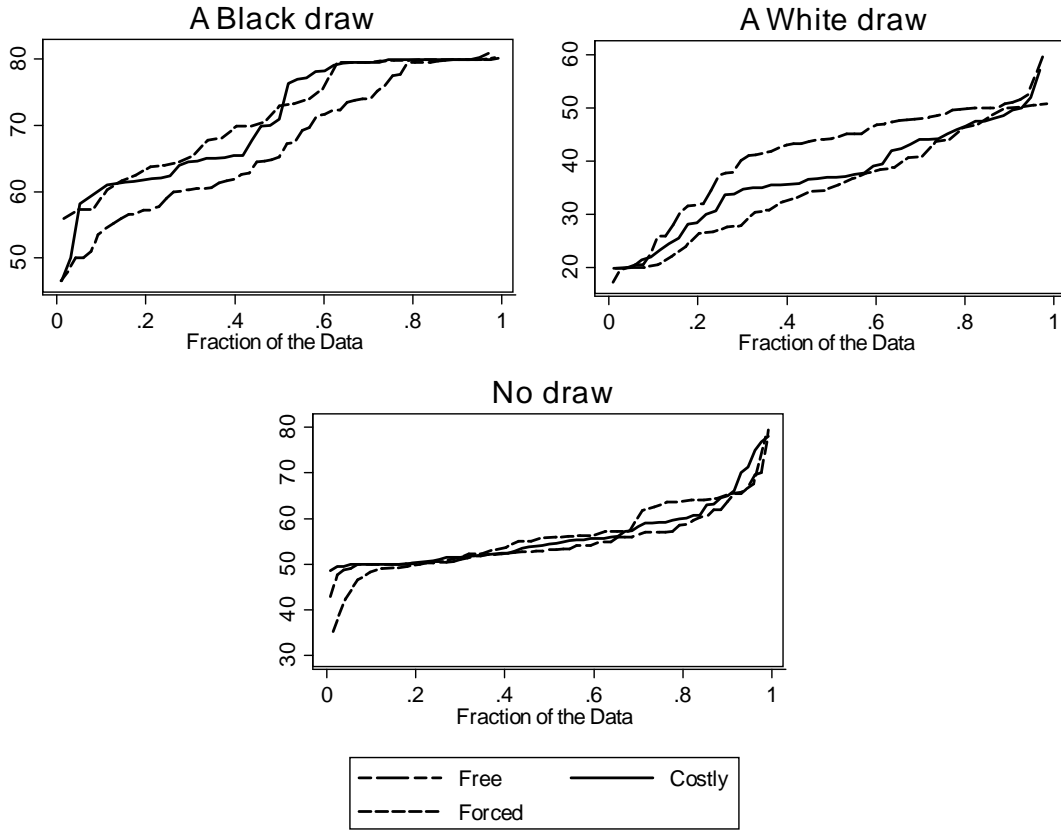 A Black draw
A White draw
80
70
60
50
0 .2 .4 .6 .8 1
Fraction of the Data
60
50
40
30
20
0 .2 .4 .6 .8 1
Fraction of the Data
No draw
80
70
60
50
40
30
0 .2 .4 .6 .8 1
Fraction of the Data
Free
Costly
Forced